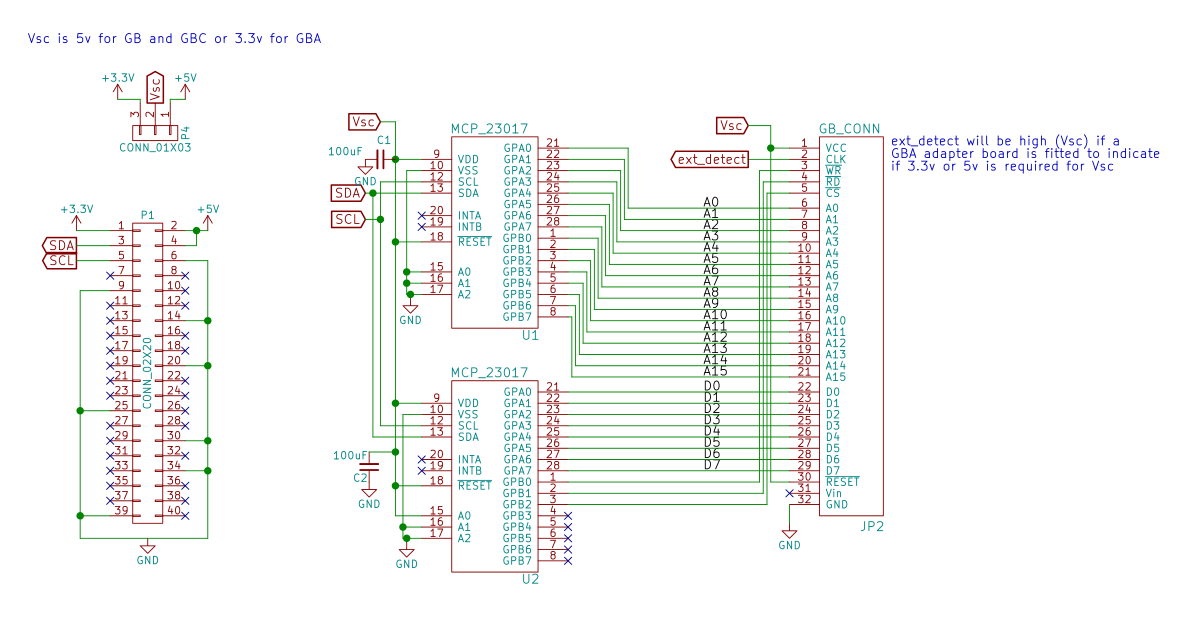 Vsc is 5v for GB and GBC or 3.3v for GBA
+3.3V
Vsc
+5V
3
2
1
P4
CONN_01X03
+3.3V
P1
+5V
SDA
SCL
1
3
5
7
9
11
13
15
17
19
21
23
25
27
29
31
33
35
37
39
CONN_02X20
2
4
6
8
10
12
14
16
18
20
22
24
26
28
30
32
34
36
38
40
GND
Vsc
C1
100uF
GND
SDA
SCL
MCP_23017
9 VDD
10 VSS
12 SCL
13 SDA
20 INTA
19 INTB
18 RESET
15 A0
16 A1
17 A2
GND
GPA0 21
GPA1 22
GPA2 23
GPA3 24
GPA4 25
GPA5 26
GPA6 27
GPA7 28
GPB0 1
GPB1 2
GPB2 3
GPB3 4
GPB4 5
GPB5 6
GPB6 7
GPB7 8
U1
MCP_23017
9 VDD
10 VSS
12 SCL
13 SDA
20 INTA
19 INTB
18 RESET
15 A0
16 A1
17 A2
100uF
C2
GND
GND
GPA0 21
GPA1 22
GPA2 23
GPA3 24
GPA4 25
GPA5 26
GPA6 27
GPA7 28
GPB0 1
GPB1 2
GPB2 3
GPB3 4
GPB4 5
GPB5 6
GPB6 7
GPB7 8
U2
A0
A1
A2
A3
A4
A5
A6
A7
A8
A9
A10
A11
A12
A13
A14
A15
D0
D1
D2
D3
D4
D5
D6
D7
Vsc
ext_detect
GB_CONN
1 VCC
2 CLK
3 WR
4 RD
5 CS
6 A0
7 A1
8 A2
9 A3
10 A4
11 A5
12 A6
13 A7
14 A8
15 A9
16 A10
17 A11
18 A12
19 A13
20 A14
21 A15
22 D0
23 D1
24 D2
25 D3
26 D4
27 D5
28 D6
29 D7
30 RESET
31 Vin
32 GND
JP2
GND
ext_detect will be high (Vsc) if a
GBA adapter board is fitted to indicate
if 3.3v or 5v is required for Vsc